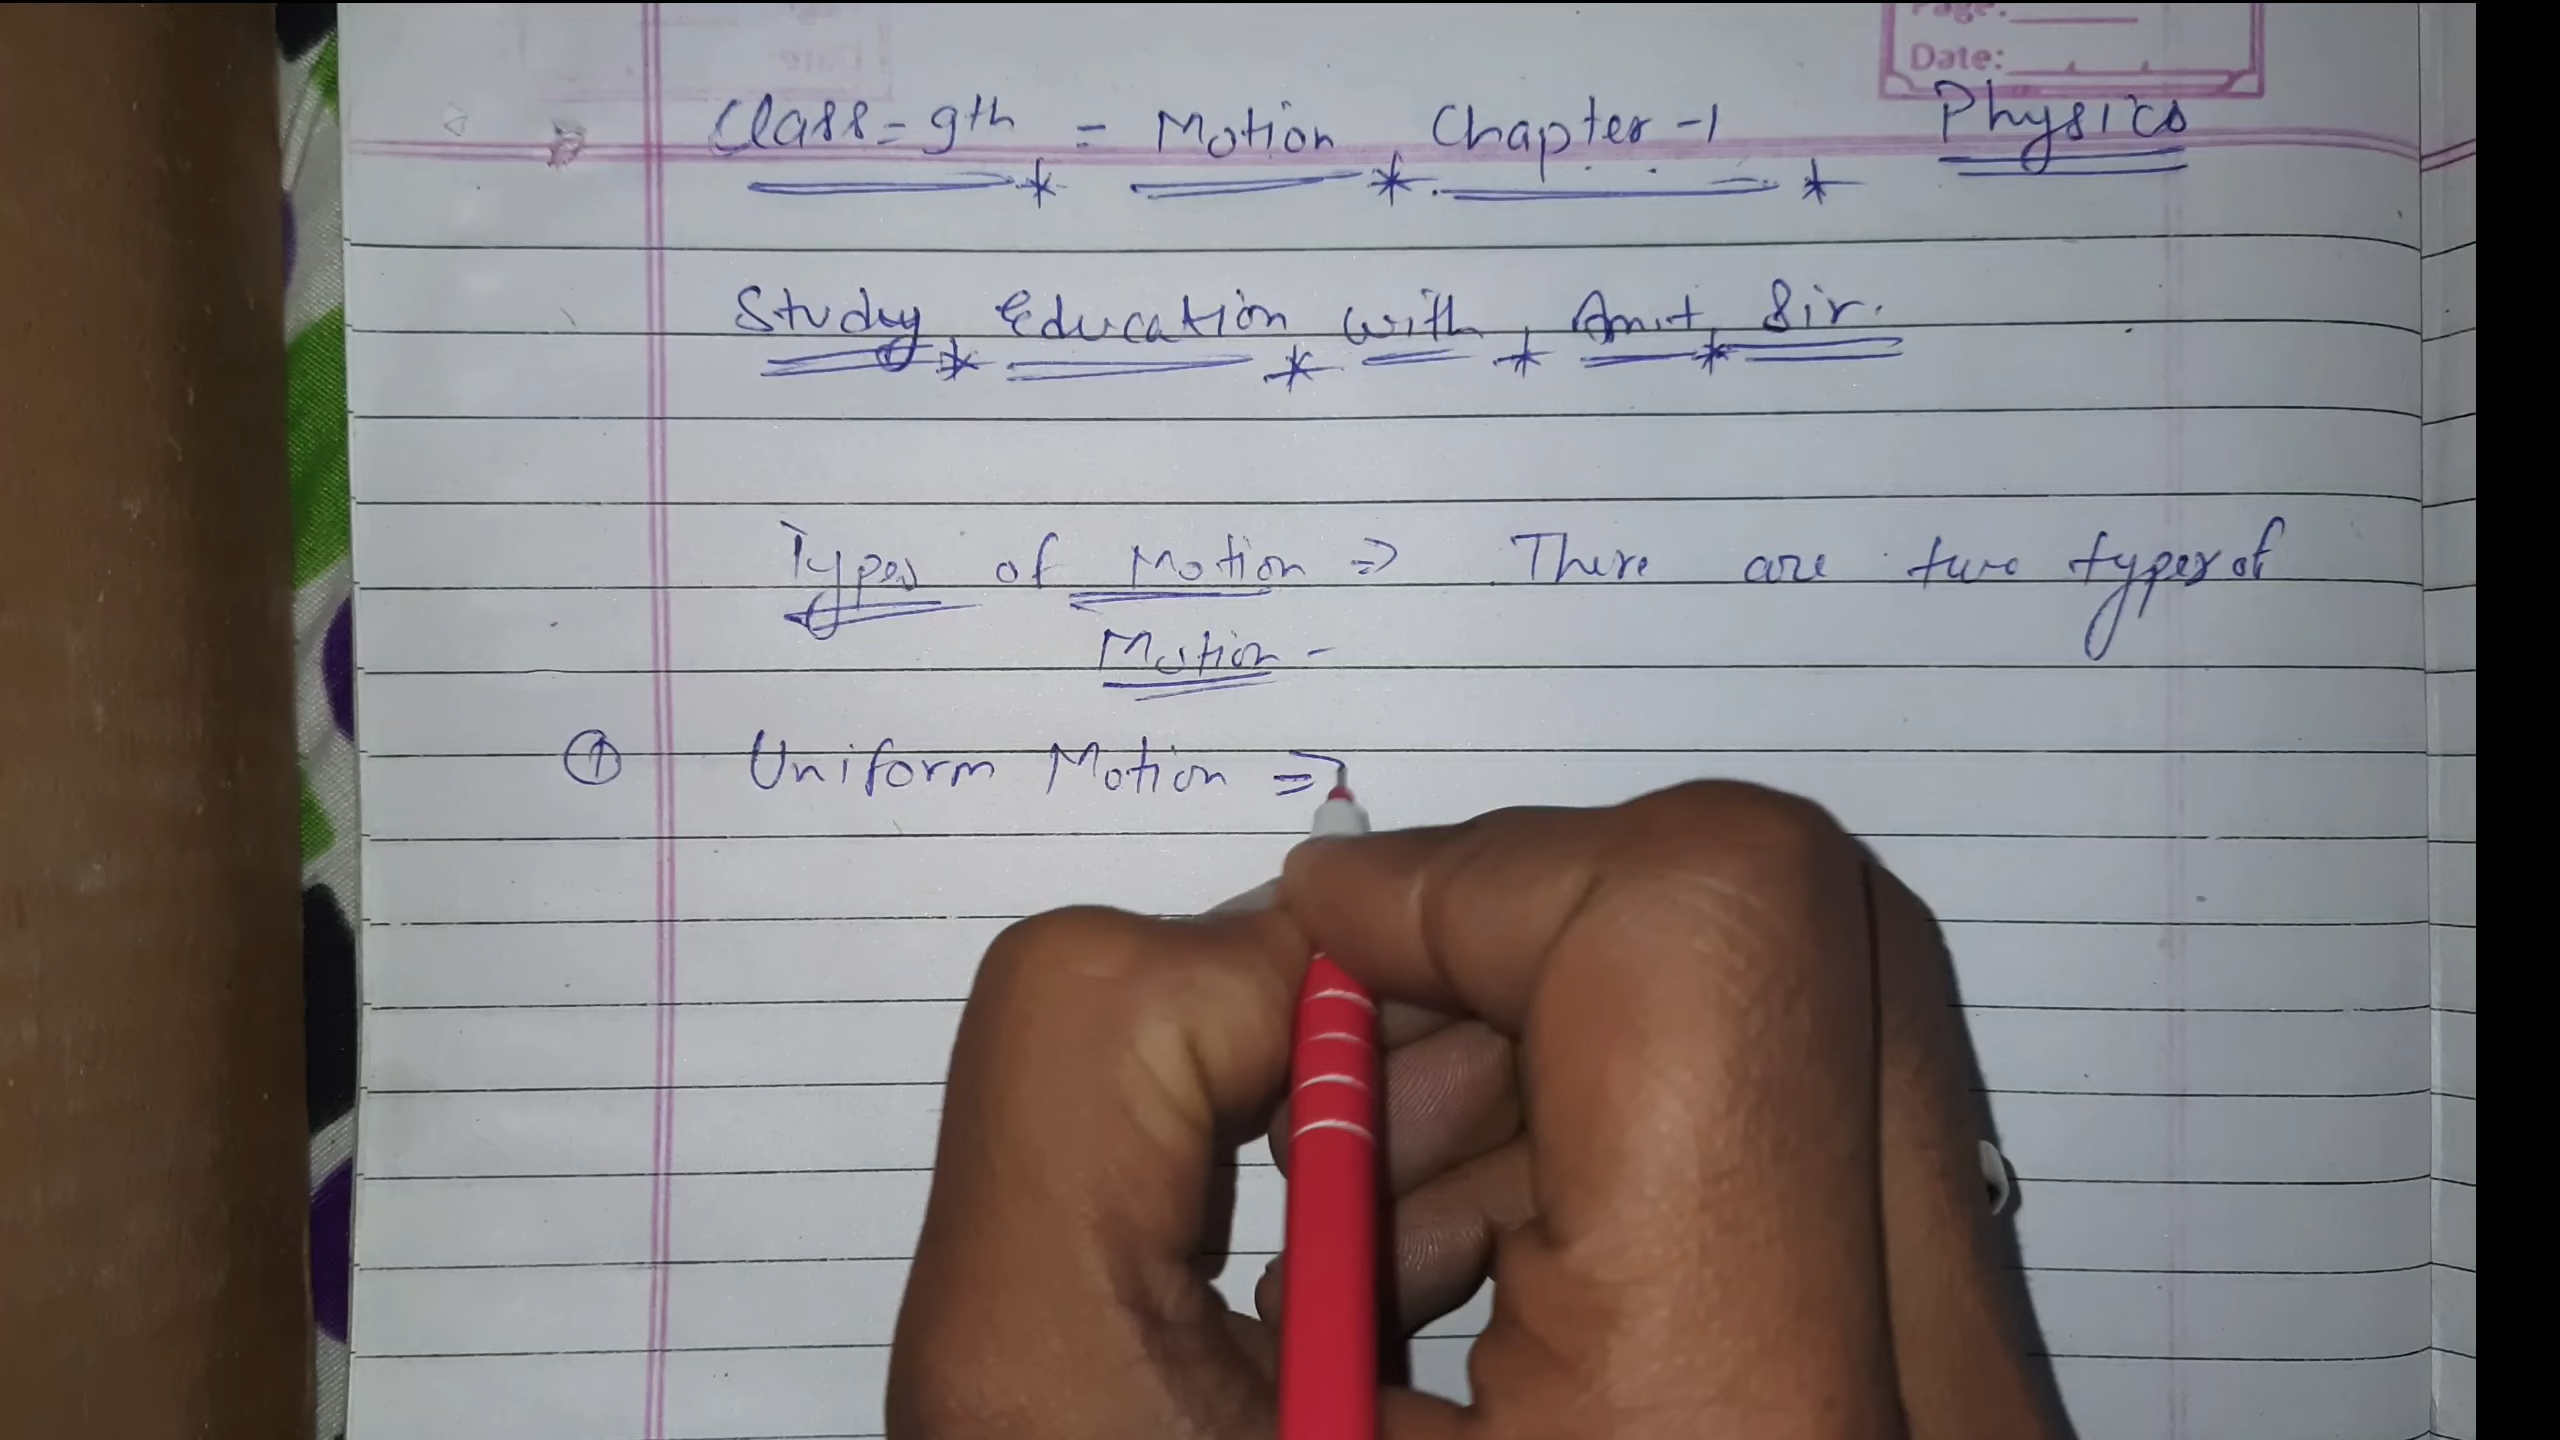 Page:
Date:
Class = 9th = Motion Chapter -1 Physics
Study Education with Amit Sir.
Types of Motion => There are two types of
Motion -
① Uniform Motion =>